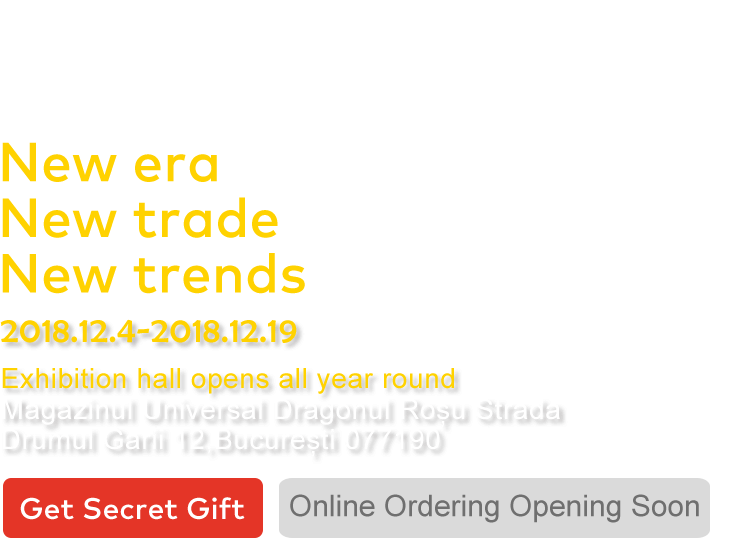 New era
New trade
New trends
2018.12.4-2018.12.19
Exhibition hall opens all year round
Magazinul Universal Dragonul Roșu Strada
Drumul Garii 12,București 077190
Get Secret Gift
Online Ordering Opening Soon